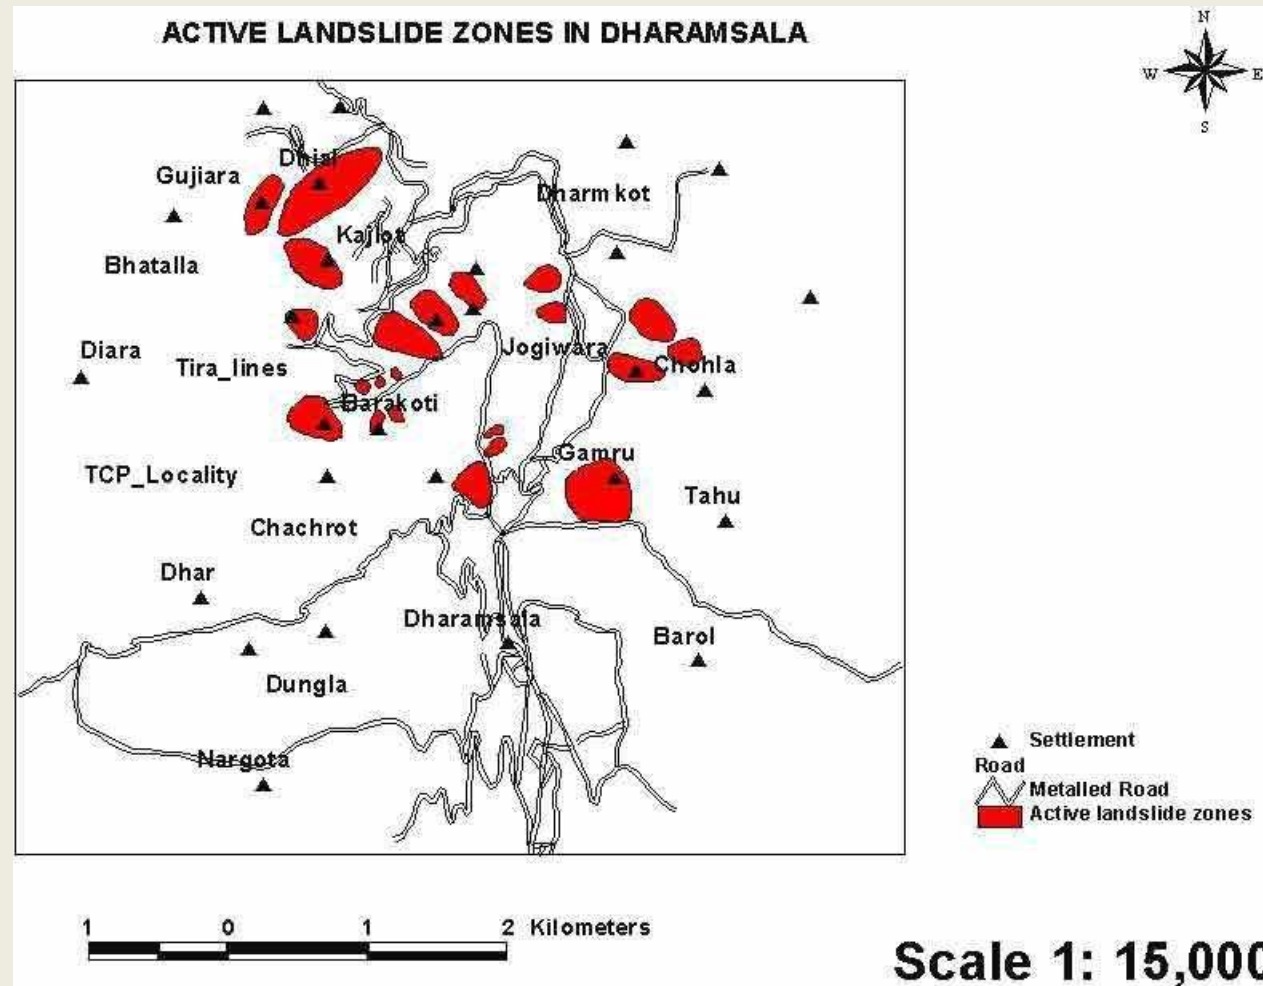 ACTIVE LANDSLIDE ZONES IN DHARAMSALA
N
W E
S
Dhial
Gujiara
Dharmkot
Kajlot
Bhatalla
Diara
Jogiwara
Tira_lines
Chohla
Barakoti
Gamru
TCP_Locality
Tahu
Chachrot
Dhar
Dharamsala
Barol
Dungla
Nargota
Settlement
Road
Metalled Road
Active landslide zones
1 0 1 2 Kilometers
Scale 1: 15,000